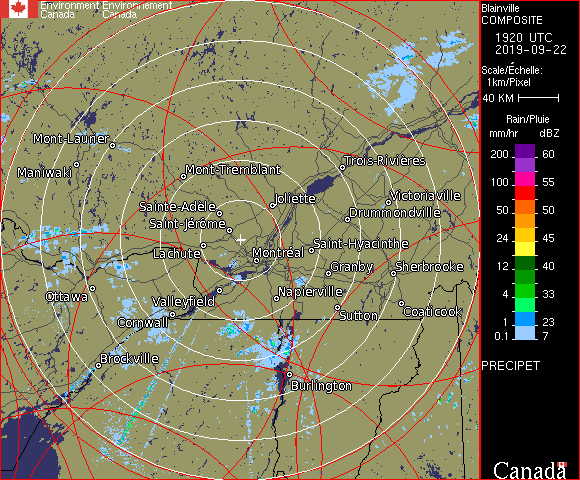 Environment Environnement
Canada Canada
Blainville
COMPOSITE
1920 UTC
2019-09-22
Scale/Échelle:
1km/Pixel
40 KM
Rain/Pluie
mm/hr dBZ
200 60
100 55
50 50
24 45
12 40
4 33
1 23
0.1 7
PRECIPET
Canada
Mont-Laurier
Maniwaki
Mont-Tremblant
Trois-Rivières
Sainte-Adèle
Joliette
Victoriaville
Drummondville
Saint-Jérôme
Lachute
Montréal
Saint-Hyacinthe
Granby
Sherbrooke
Ottawa
Valleyfield
Napierville
Cornwall
Sutton
Coaticook
Brockville
Burlington